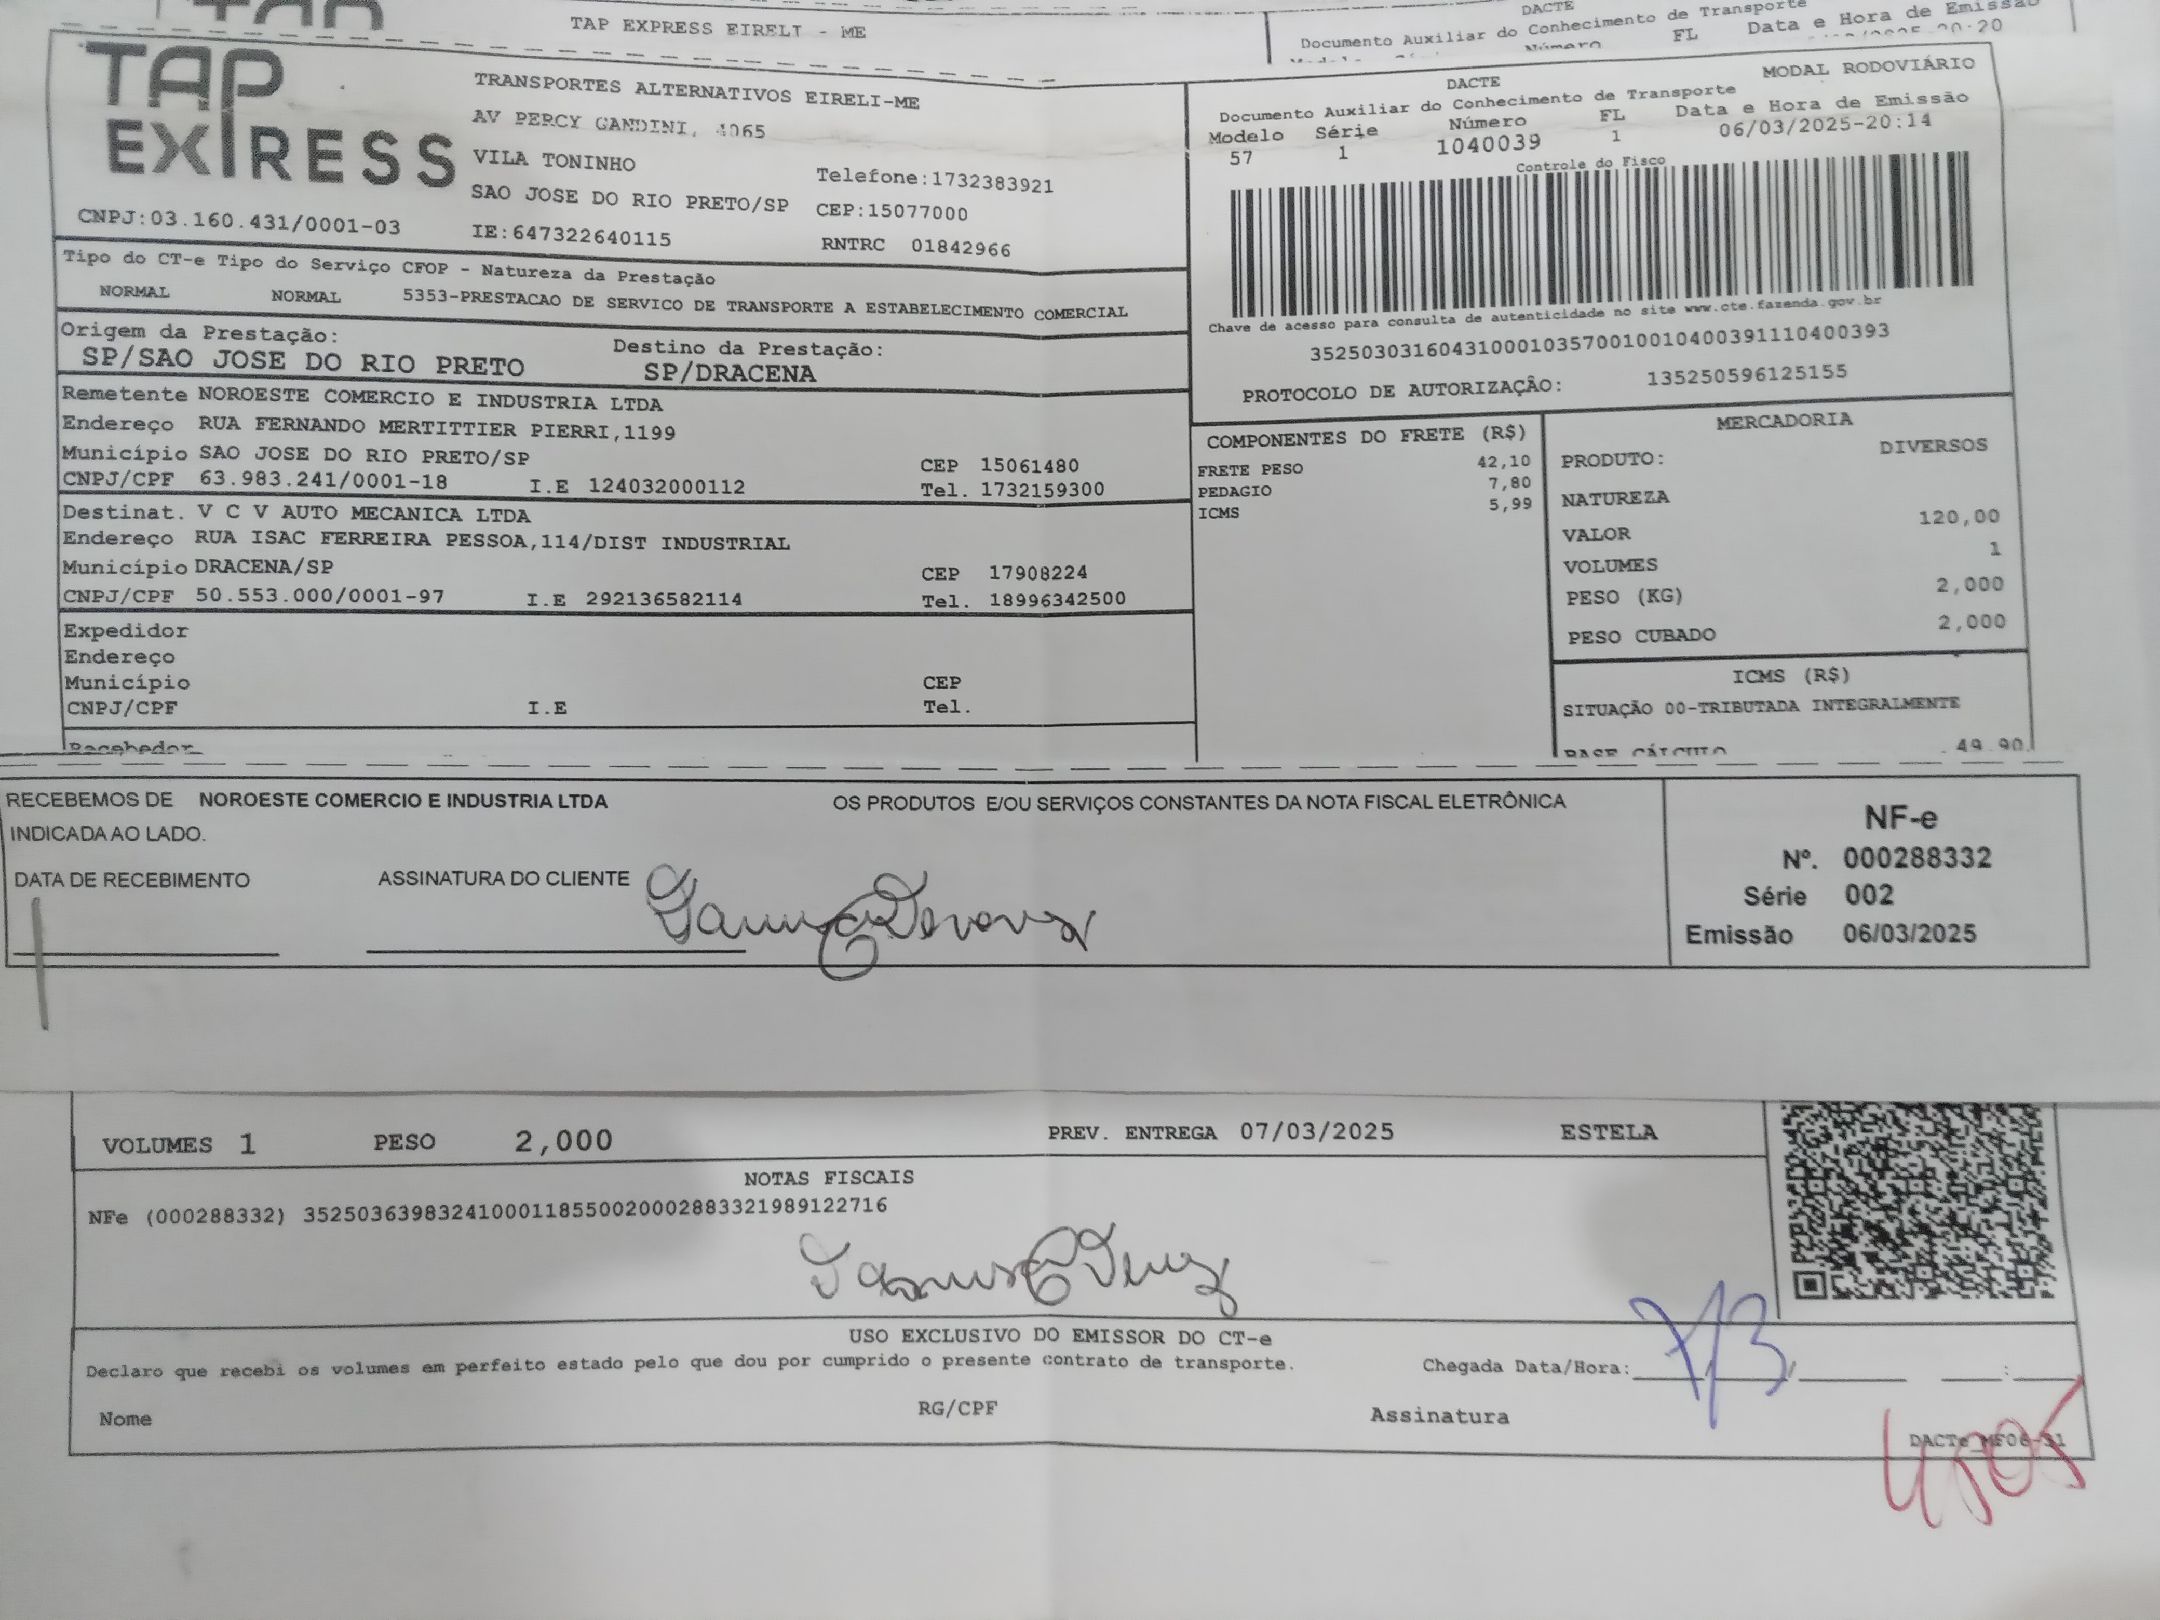 TAP EXPRESS EIRELI - ME
DACTE
Documento Auxiliar do Conhecimento de Transporte
Número FL Data e Hora de Emissão
TAP
EXPRESS
TRANSPORTES ALTERNATIVOS EIRELI-ME
AV PERCY GANDINI, 4065
VILA TONINHO
Telefone:1732383921
SAO JOSE DO RIO PRETO/SP CEP:15077000
CNPJ:03.160.431/0001-03 IE:647322640115 RNTRC 01842966
DACTE MODAL RODOVIÁRIO
Documento Auxiliar do Conhecimento de Transporte
Modelo Série Número FL Data e Hora de Emissão
57 1 1040039 1 06/03/2025-20:14
Controle do Fisco
Chave de acesso para consulta de autenticidade no site www.cte.fazenda.gov.br
35250303160431000103570010010400391110400393
PROTOCOLO DE AUTORIZAÇÂO: 135250596125155
Tipo do CT-e Tipo do Serviço CFOP - Natureza da Prestação
NORMAL NORMAL 5353-PRESTACAO DE SERVICO DE TRANSPORTE A ESTABELECIMENTO COMERCIAL
Origem da Prestação: Destino da Prestação:
SP/SAO JOSE DO RIO PRETO SP/DRACENA
Remetente NOROESTE COMERCIO E INDUSTRIA LTDA
Endereço RUA FERNANDO MERTITTIER PIERRI,1199
Município SAO JOSE DO RIO PRETO/SP CEP 15061480
CNPJ/CPF 63.983.241/0001-18 I.E 124032000112 Tel. 1732159300
Destinat. V C V AUTO MECANICA LTDA
Endereço RUA ISAC FERREIRA PESSOA,114/DIST INDUSTRIAL
Município DRACENA/SP CEP 17908224
CNPJ/CPF 50.553.000/0001-97 I.E 292136582114 Tel. 18996342500
Expedidor
Endereço
Município CEP
CNPJ/CPF I.E Tel.
Recebedor
COMPONENTES DO FRETE (R$)
FRETE PESO 42,10
PEDAGIO 7,80
ICMS 5,99
MERCADORIA
PRODUTO: DIVERSOS
NATUREZA
VALOR 120,00
VOLUMES 1
PESO (KG) 2,000
PESO CUBADO 2,000
ICMS (R$)
SITUAÇÃO 00-TRIBUTADA INTEGRALMENTE
BASE CÁLCULO 49,90
RECEBEMOS DE NOROESTE COMERCIO E INDUSTRIA LTDA OS PRODUTOS E/OU SERVIÇOS CONSTANTES DA NOTA FISCAL ELETRÔNICA
INDICADA AO LADO.
DATA DE RECEBIMENTO ASSINATURA DO CLIENTE
NF-e
Nº. 000288332
Série 002
Emissão 06/03/2025
VOLUMES 1 PESO 2,000 PREV. ENTREGA 07/03/2025 ESTELA
NOTAS FISCAIS
NFe (000288332) 35250363983241000118550020002883321989122716
USO EXCLUSIVO DO EMISSOR DO CT-e
Declaro que recebi os volumes em perfeito estado pelo que dou por cumprido o presente contrato de transporte. Chegada Data/Hora:
Nome RG/CPF Assinatura
DACTe_MF06-31